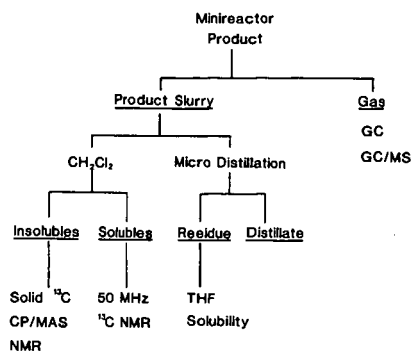 Minireactor
Product
Product Slurry
Gas
GC
GC/MS
CH₂Cl₂
Micro Distillation
Insolubles
Solubles
Residue
Distillate
Solid ¹³C
CP/MAS
NMR
50 MHz
¹³C NMR
THF
Solubility